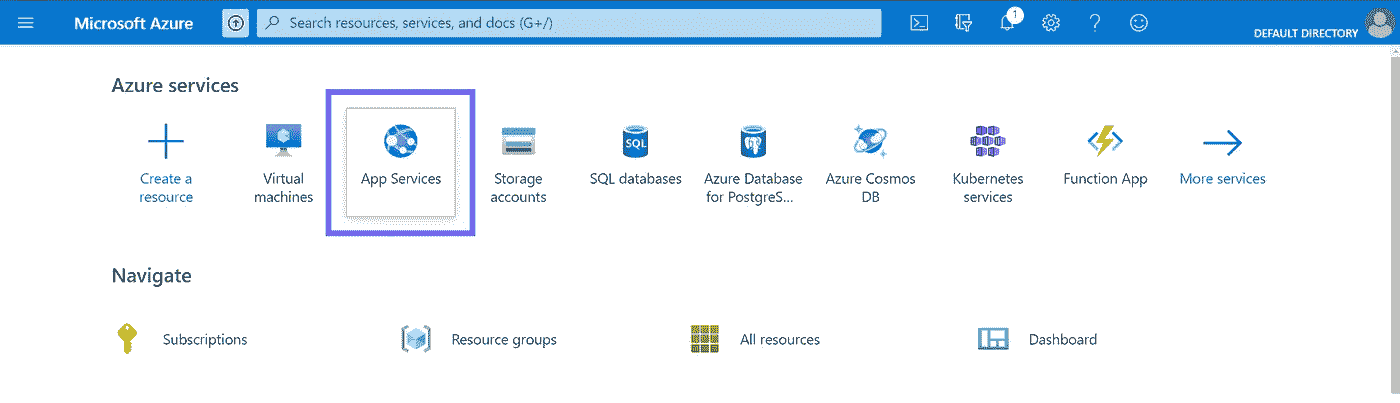 Microsoft Azure
Search resources, services, and docs (G+/)
1
DEFAULT DIRECTORY
Azure services
Create a
resource
Virtual
machines
App Services
Storage
accounts
SQL
SQL databases
Azure Database
for PostgreS...
Azure Cosmos
DB
Kubernetes
services
Function App
More services
Navigate
Subscriptions
Resource groups
All resources
Dashboard